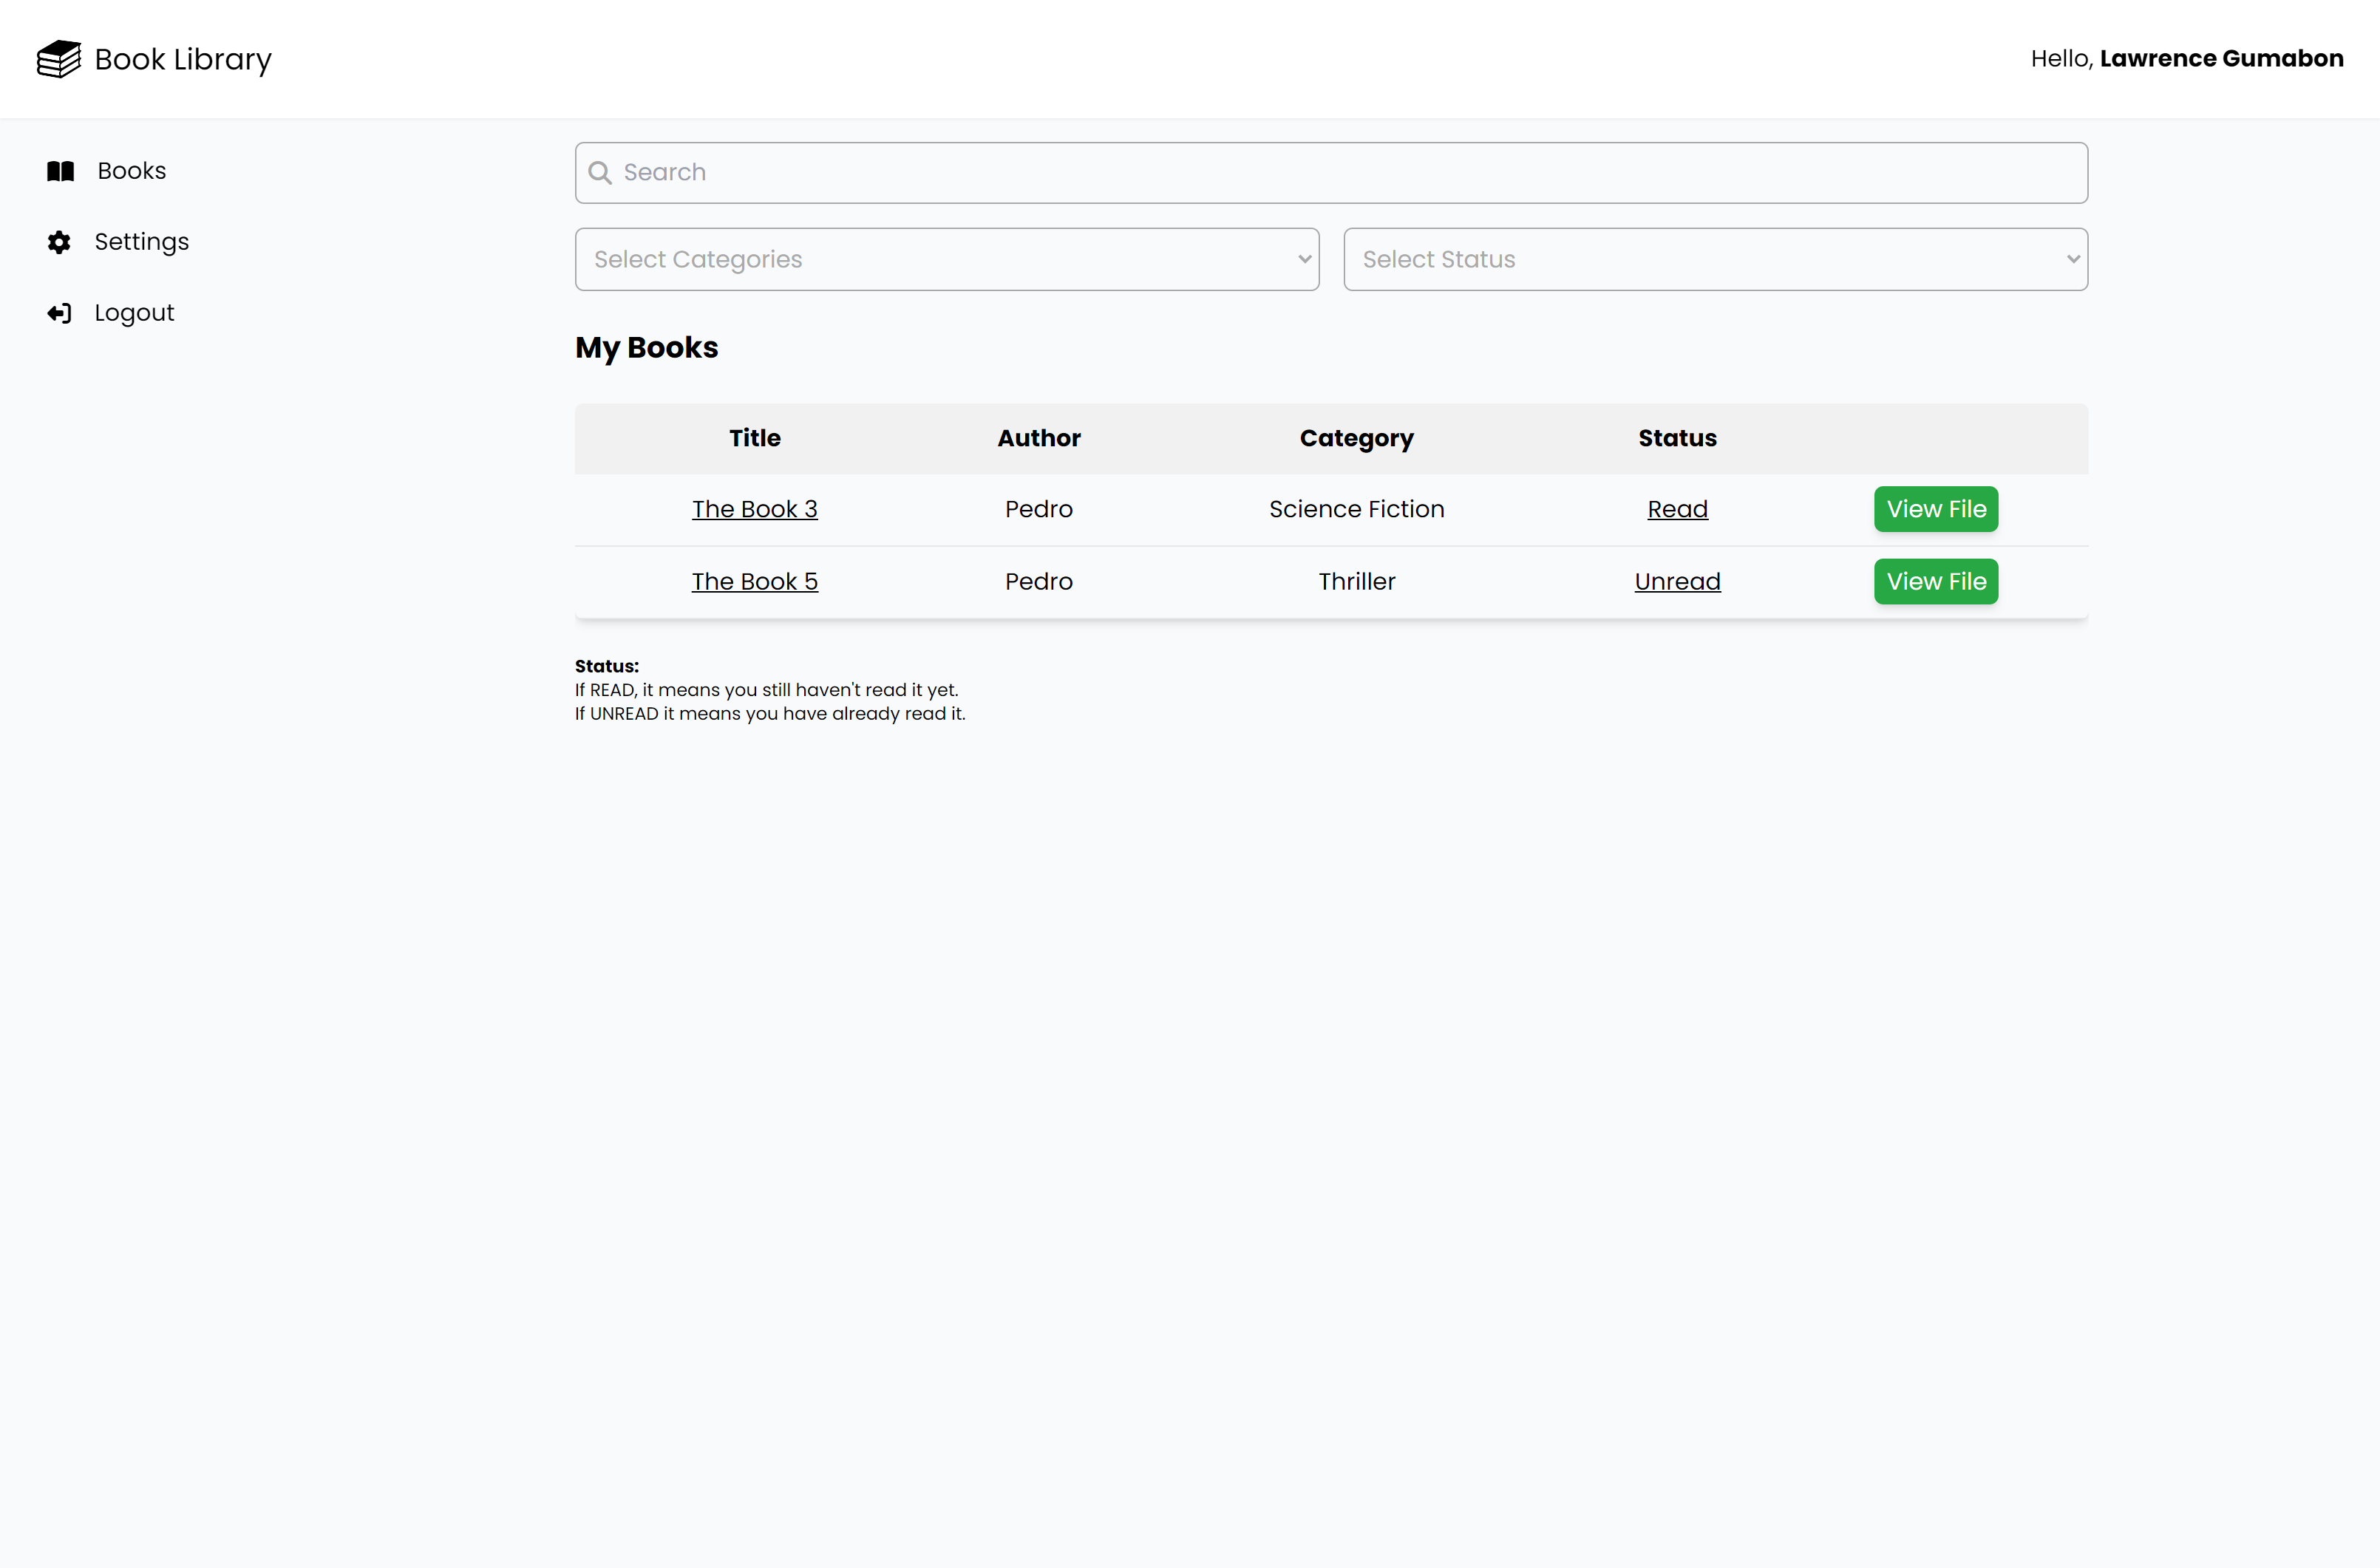 Book Library
Hello, Lawrence Gumabon
Books
Settings
Logout
Search
Select Categories
Select Status
My Books
Title Author Category Status
The Book 3 Pedro Science Fiction Read View File
The Book 5 Pedro Thriller Unread View File
Status:
If READ, it means you still haven't read it yet.
If UNREAD it means you have already read it.